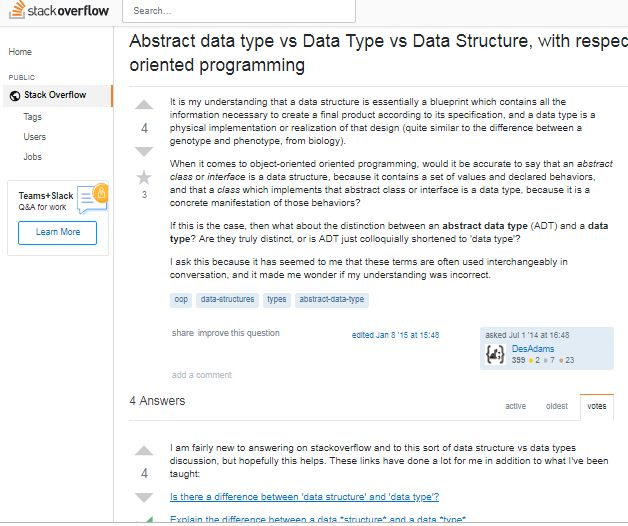 stackoverflow
Search...
Abstract data type vs Data Type vs Data Structure, with respec
oriented programming
Home
PUBLIC
Stack Overflow
Tags
Users
Jobs
Teams+Slack
Q&A for work
Learn More
4
3
It is my understanding that a data structure is essentially a blueprint which contains all the
information necessary to create a final product according to its specification, and a data type is a
physical implementation or realization of that design (quite similar to the difference between a
genotype and phenotype, from biology).
When it comes to object-oriented oriented programming, would it be accurate to say that an abstract
class or interface is a data structure, because it contains a set of values and declared behaviors,
and that a class which implements that abstract class or interface is a data type, because it is a
concrete manifestation of those behaviors?
If this is the case, then what about the distinction between an abstract data type (ADT) and a data
type? Are they truly distinct, or is ADT just colloquially shortened to 'data type'?
I ask this because it has seemed to me that these terms are often used interchangeably in
conversation, and it made me wonder if my understanding was incorrect.
oop data-structures types abstract-data-type
share improve this question
edited Jan 8 '15 at 15:48
asked Jul 1 '14 at 16:48
DesAdams
399 2 7 23
add a comment
4 Answers
active oldest votes
4
I am fairly new to answering on stackoverflow and to this sort of data structure vs data types
discussion, but hopefully this helps. These links have done a lot for me in addition to what I've been
taught:
Is there a difference between 'data structure' and 'data type'?
Explain the difference between a data *structure* and a data *type*